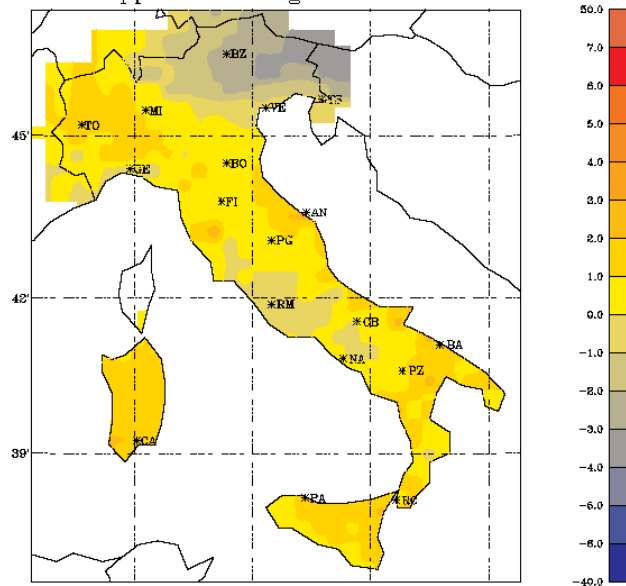 50.0
7.0
*BZ
6.0
*TS
*VE
*MI
5.0
*TO
45'
4.0
*BO
*GE
3.0
*FI
*AN
2.0
*PG
1.0
42'
*RM
0.0
*CB
-1.0
*BA
*NA
*PZ
-2.0
-3.0
*CA
39'
-4.0
*PA
*RC
-6.0
-8.0
-40.0